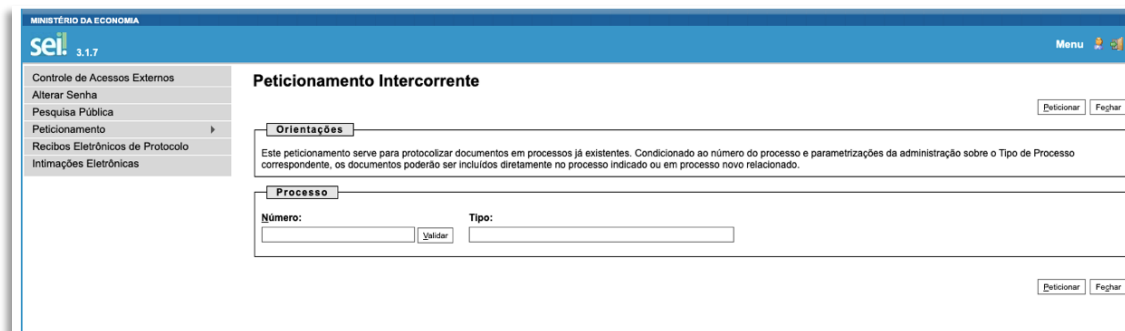 MINISTÉRIO DA ECONOMIA
sei! 3.1.7
Menu
Controle de Acessos Externos
Alterar Senha
Pesquisa Pública
Peticionamento
Recibos Eletrônicos de Protocolo
Intimações Eletrônicas
Peticionamento Intercorrente
Peticionar Fechar
Orientações
Este peticionamento serve para protocolizar documentos em processos já existentes. Condicionado ao número do processo e parametrizações da administração sobre o Tipo de Processo
correspondente, os documentos poderão ser incluídos diretamente no processo indicado ou em processo novo relacionado.
Processo
Número: Tipo:
Validar
Peticionar Fechar